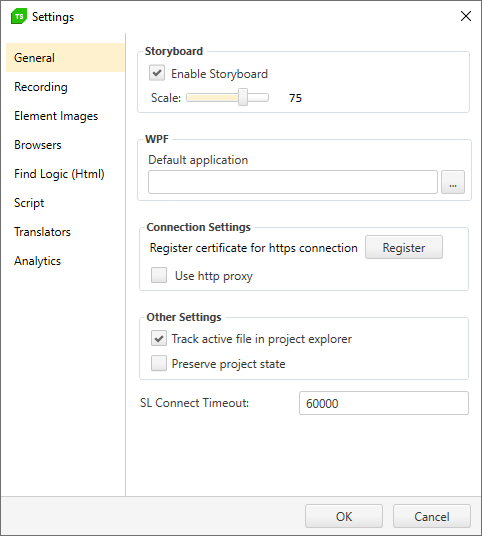 TS Settings
General
Recording
Element Images
Browsers
Find Logic (Html)
Script
Translators
Analytics
Storyboard
Enable Storyboard
Scale: 75
WPF
Default application
...
Connection Settings
Register certificate for https connection Register
Use http proxy
Other Settings
Track active file in project explorer
Preserve project state
SL Connect Timeout: 60000
OK Cancel